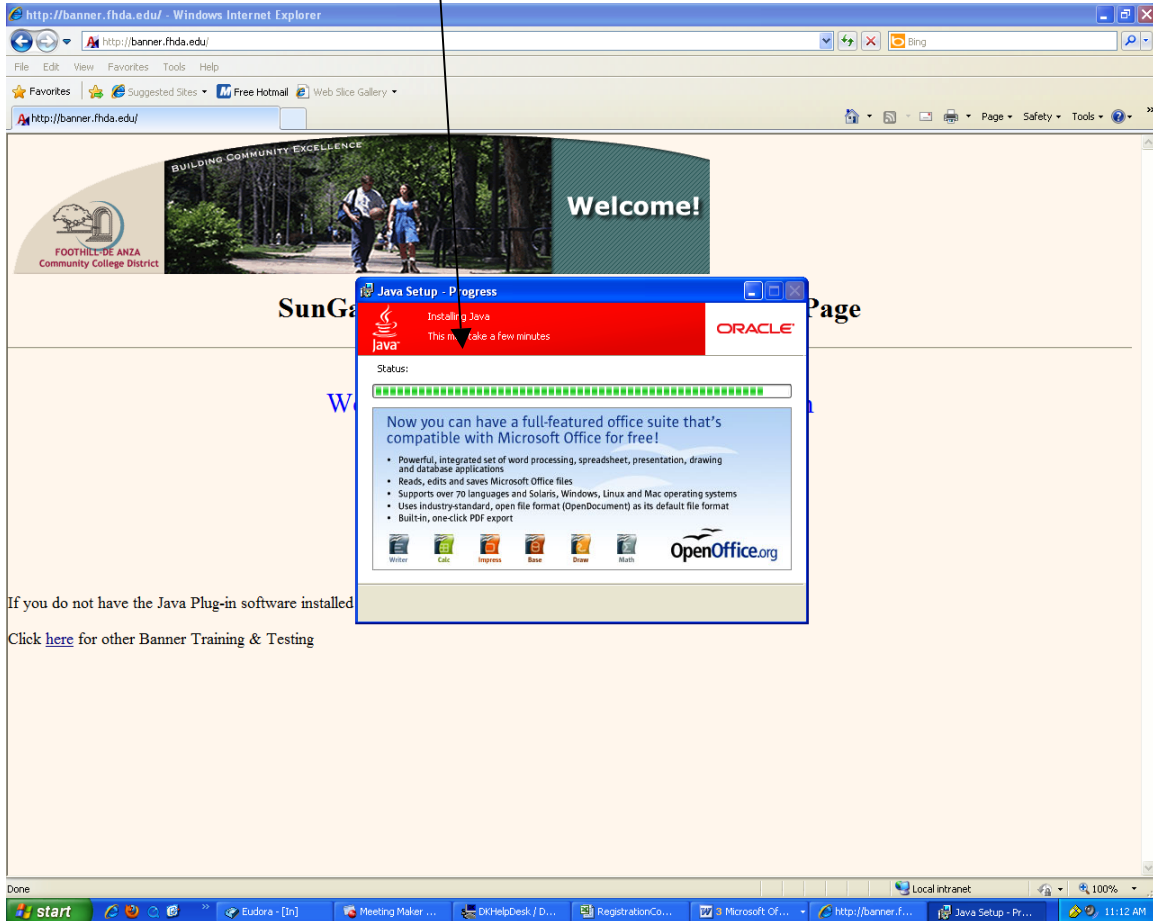 http://banner.fhda.edu/ - Windows Internet Explorer
http://banner.fhda.edu/
Bing
File Edit View Favorites Tools Help
Favorites Suggested Sites Free Hotmail Web Slice Gallery
http://banner.fhda.edu/
Page Safety Tools
BUILDING COMMUNITY EXCELLENCE
Welcome!
FOOTHILL-DE ANZA
Community College District
SunGa
Page
Java Setup - Progress
Installing Java
This may take a few minutes
Java
ORACLE
Status:
We
Now you can have a full-featured office suite that's
compatible with Microsoft Office for free!
• Powerful, integrated set of word processing, spreadsheet, presentation, drawing
and database applications
• Reads, edits and saves Microsoft Office files
• Supports over 70 languages and Solaris, Windows, Linux and Mac operating systems
• Uses industry-standard, open file format (OpenDocument) as its default file format
• Built-in, one-click PDF export
Writer Calc Impress Base Draw Math
OpenOffice.org
If you do not have the Java Plug-in software installed
Click here for other Banner Training & Testing
Done
Local intranet
100%
start
Eudora - [In]
Meeting Maker ...
DKHelpDesk / D...
RegistrationCo...
3 Microsoft Of...
http://banner.f...
Java Setup - Pr...
11:12 AM